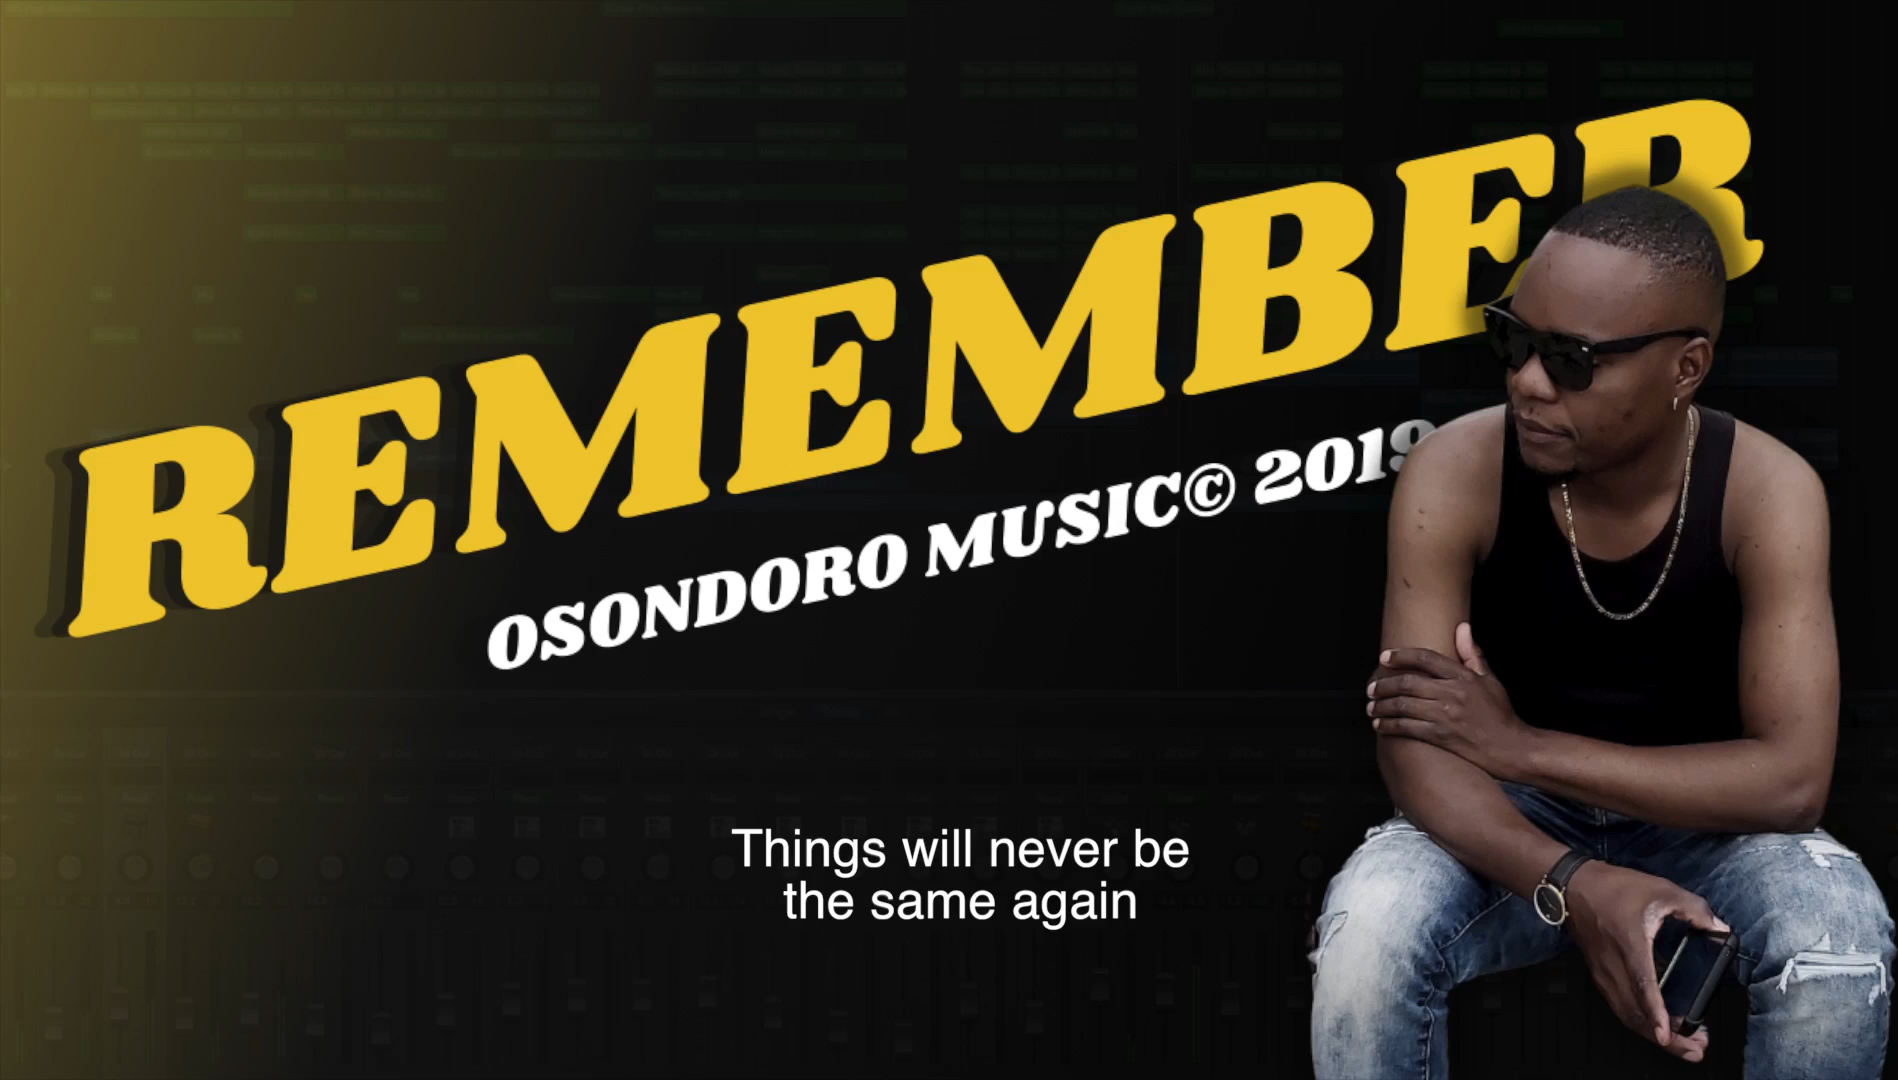 REMEMBER
OSONDORO MUSIC© 2019
Things will never be
the same again